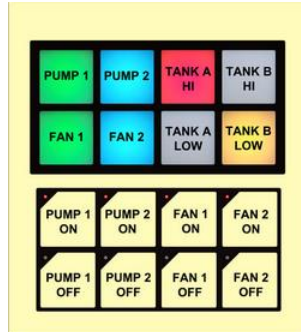 PUMP 1
PUMP 2
TANK A
HI
TANK B
HI
FAN 1
FAN 2
TANK A
LOW
TANK B
LOW
PUMP 1
ON
PUMP 2
ON
FAN 1
ON
FAN 2
ON
PUMP 1
OFF
PUMP 2
OFF
FAN 1
OFF
FAN 2
OFF